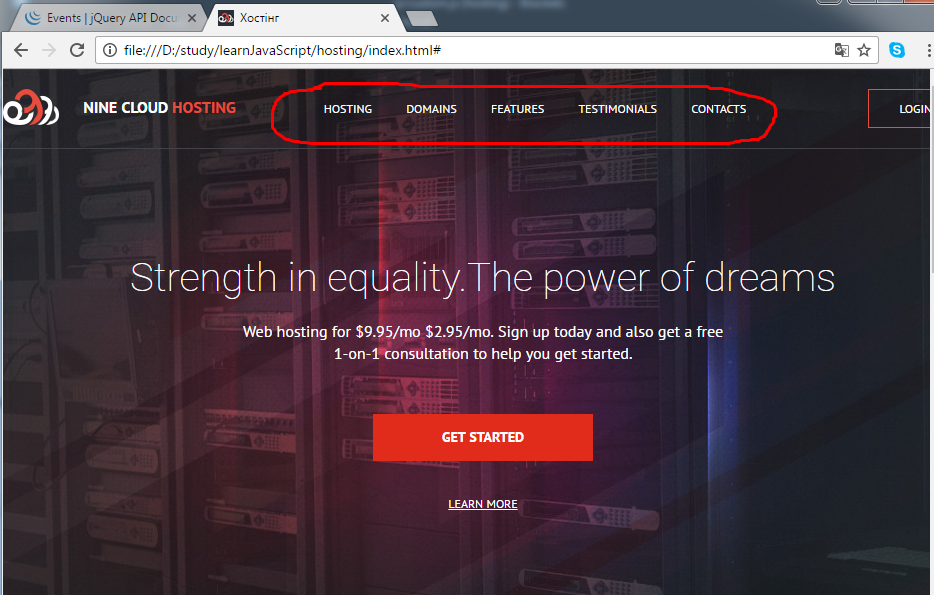 Events | jQuery API Docu
Хостінг
file:///D:/study/learnJavaScript/hosting/index.html#
NINE CLOUD HOSTING
HOSTING
DOMAINS
FEATURES
TESTIMONIALS
CONTACTS
LOGIN
Strength in equality.The power of dreams
Web hosting for $9.95/mo $2.95/mo. Sign up today and also get a free
1-on-1 consultation to help you get started.
GET STARTED
LEARN MORE